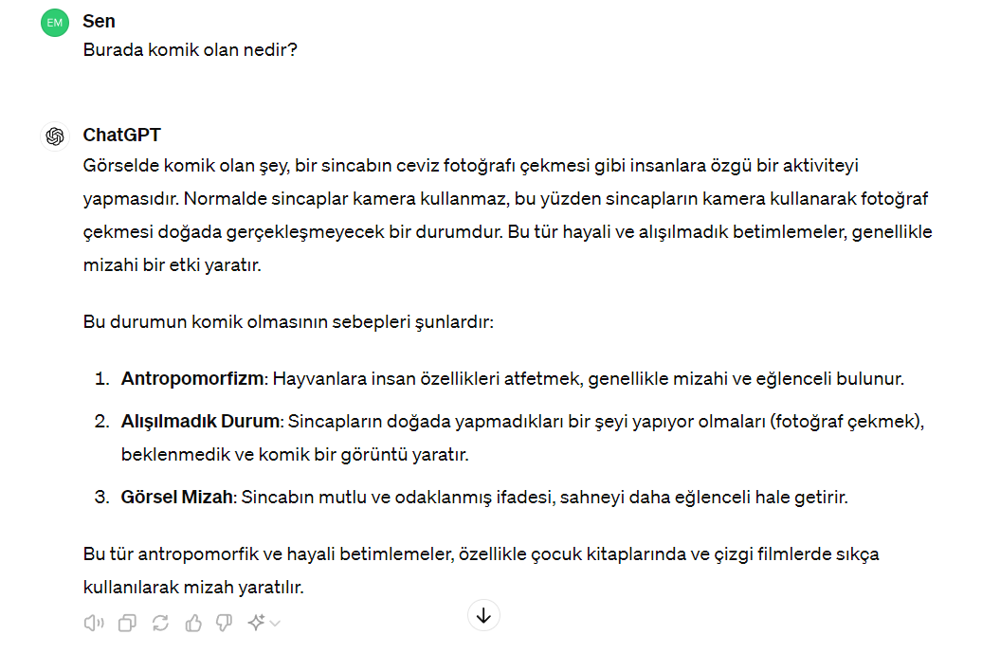 EM
Sen
Burada komik olan nedir?
ChatGPT
Görselde komik olan şey, bir sincabın ceviz fotoğrafı çekmesi gibi insanlara özgü bir aktiviteyi
yapmasıdır. Normalde sincaplar kamera kullanmaz, bu yüzden sincapların kamera kullanarak fotoğraf
çekmesi doğada gerçekleşmeyecek bir durumdur. Bu tür hayali ve alışılmadık betimlemeler, genellikle
mizahi bir etki yaratır.
Bu durumun komik olmasının sebepleri şunlardır:
1. Antropomorfizm: Hayvanlara insan özellikleri atfetmek, genellikle mizahi ve eğlenceli bulunur.
2. Alışılmadık Durum: Sincapların doğada yapmadıkları bir şeyi yapıyor olmaları (fotoğraf çekmek),
beklenmedik ve komik bir görüntü yaratır.
3. Görsel Mizah: Sincabın mutlu ve odaklanmış ifadesi, sahneyi daha eğlenceli hale getirir.
Bu tür antropomorfik ve hayali betimlemeler, özellikle çocuk kitaplarında ve çizgi filmlerde sıkça
kullanılarak mizah yaratılır.